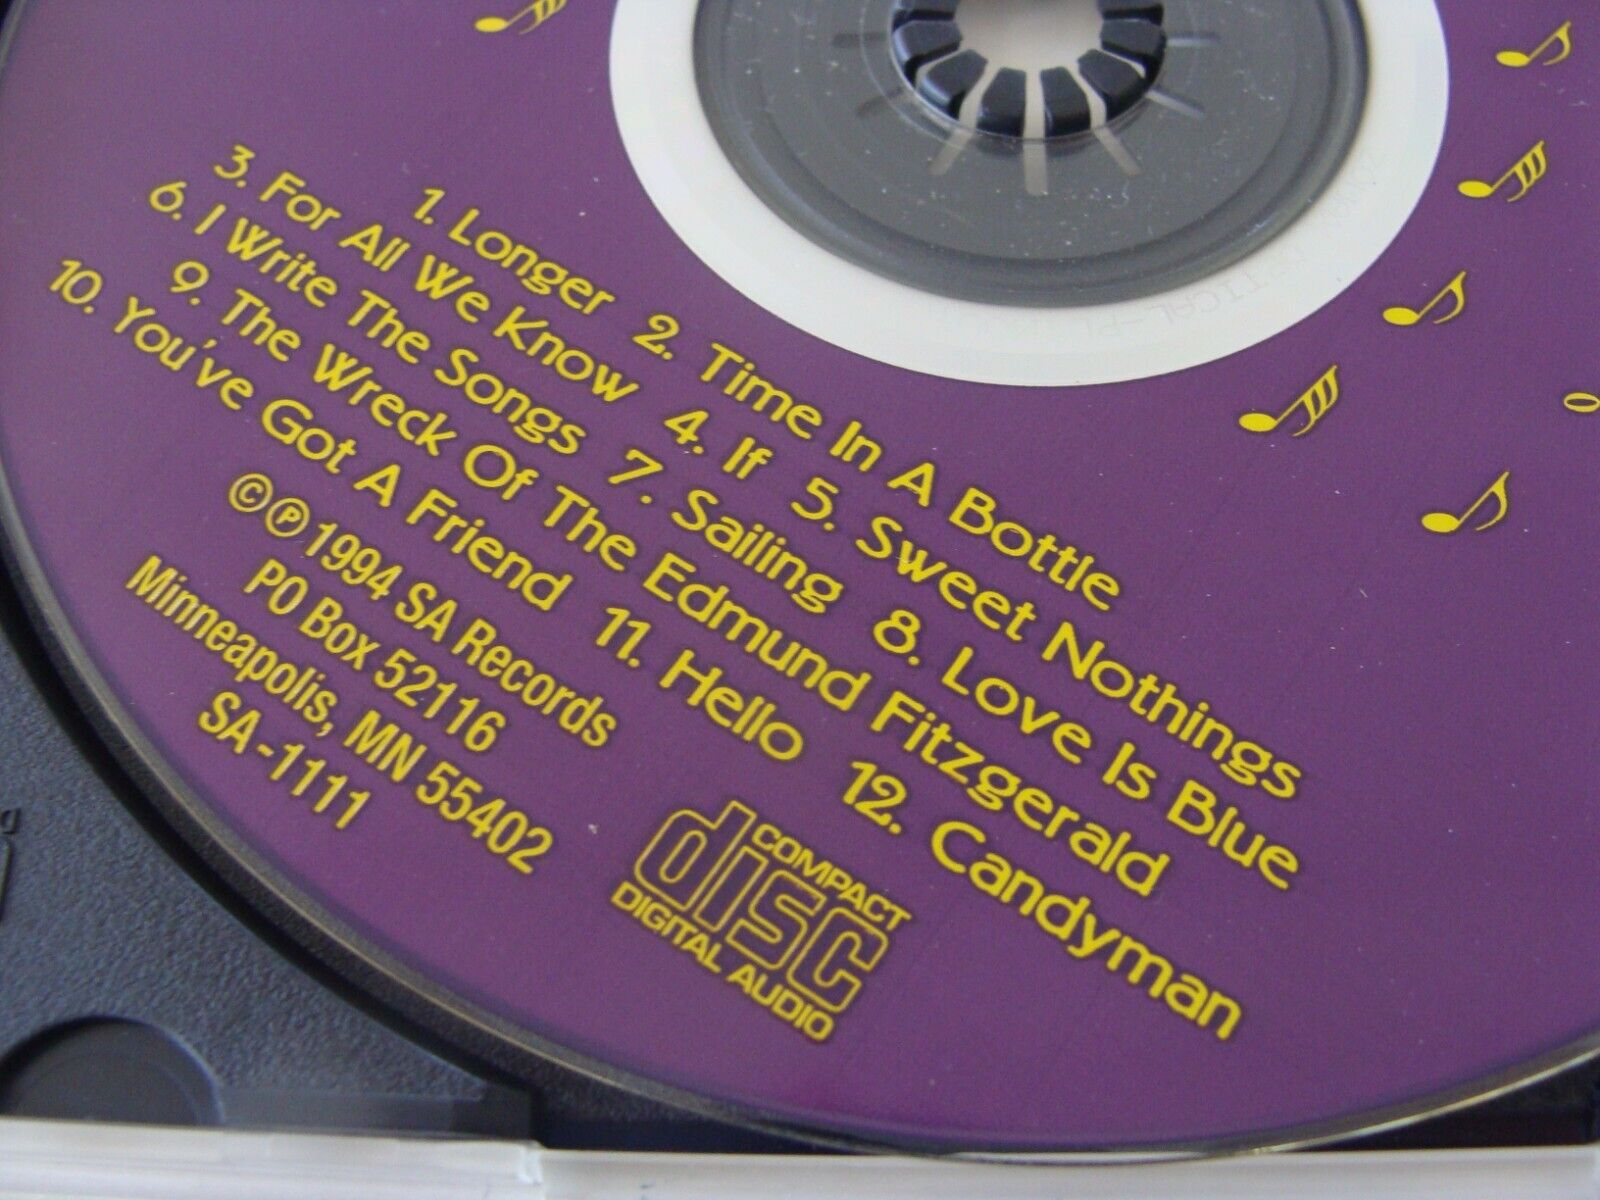 1. Longer 2. Time In A Bottle
3. For All We Know 4. If 5. Sweet Nothings
6. I Write The Songs 7. Sailing 8. Love Is Blue
9. The Wreck Of The Edmund Fitzgerald
10. You've Got A Friend 11. Hello 12. Candyman
©℗1994 SA Records
PO Box 52116
Minneapolis, MN 55402
SA-1111
COMPACT
disc
DIGITAL AUDIO